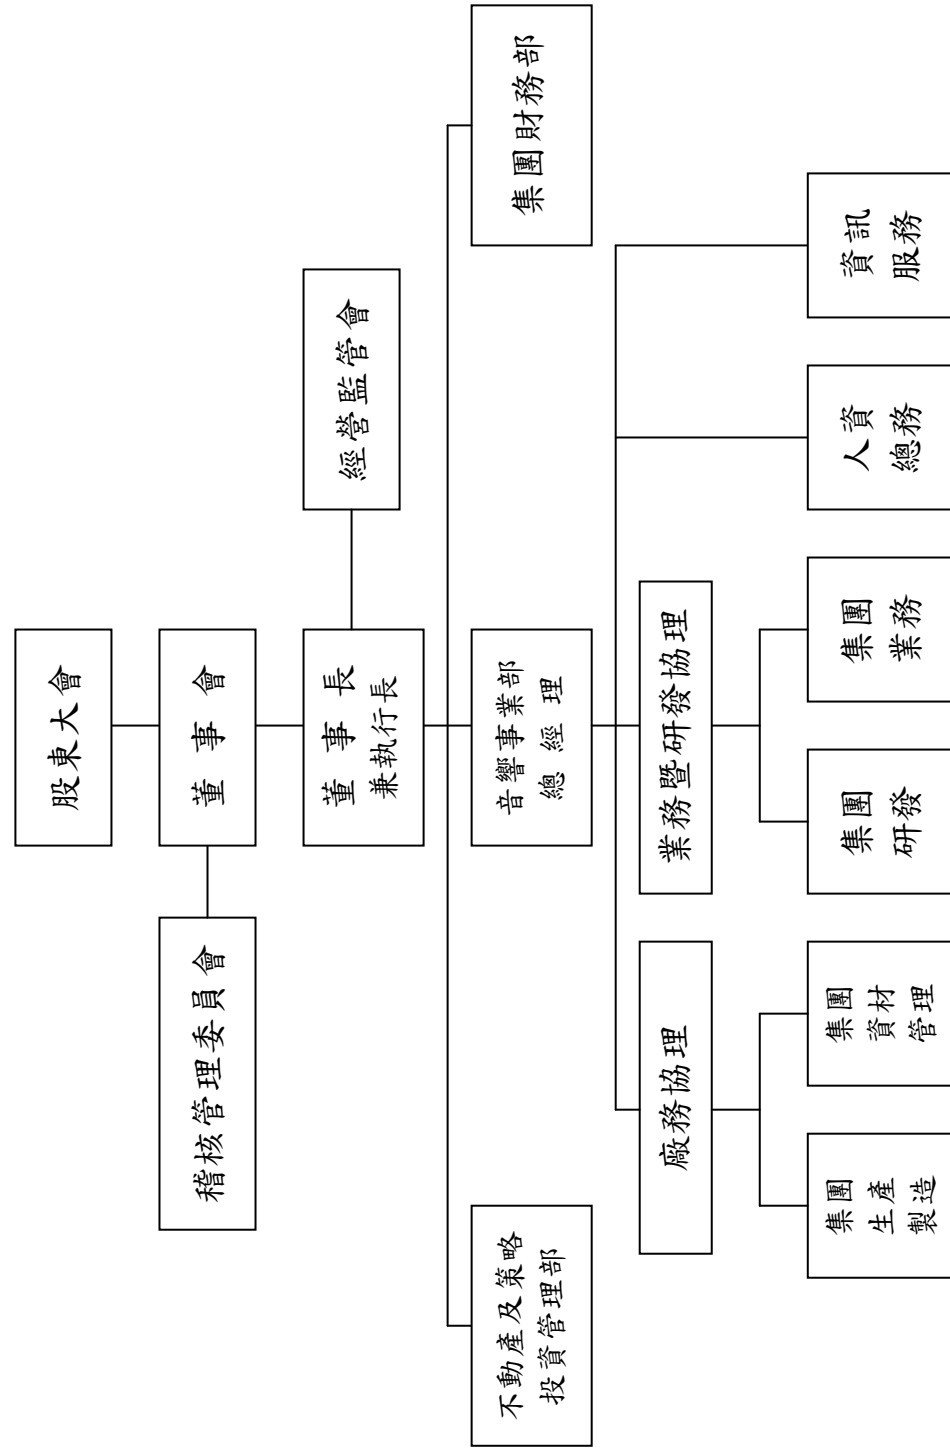 股東大會
董事會
稽核管理委員會
董事長
兼執行長
經營監管會
不動產及策略
投資管理部
音響事業部
總經理
集團財務部
廠務協理
業務暨研發協理
集團
生產
製造
集團
資材
管理
集團
研發
集團
業務
人資
總務
資訊
服務